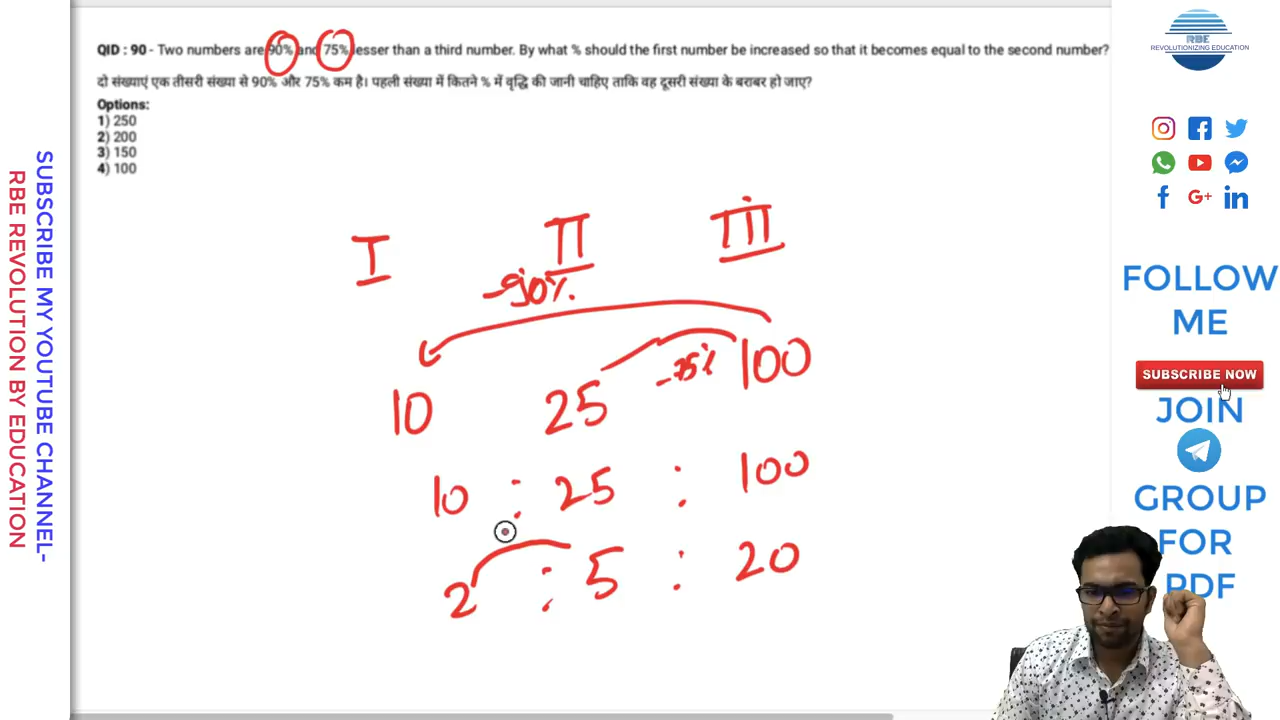 QID : 90 - Two numbers are 90% and 75% lesser than a third number. By what % should the first number be increased so that it becomes equal to the second number?
दो संख्याएं एक तीसरी संख्या से 90% और 75% कम है। पहली संख्या में कितने % में वृद्धि की जानी चाहिए ताकि वह दूसरी संख्या के बराबर हो जाए?
Options:
1) 250
2) 200
3) 150
4) 100
I II III
-90%
-75%
10 25 100
10 : 25 : 100
2 : 5 : 20
SUBSCRIBE MY YOUTUBE CHANNEL-
RBE REVOLUTION BY EDUCATION
RBE
REVOLUTIONIZING EDUCATION
FOLLOW
ME
SUBSCRIBE NOW
JOIN
GROUP
FOR
PDF